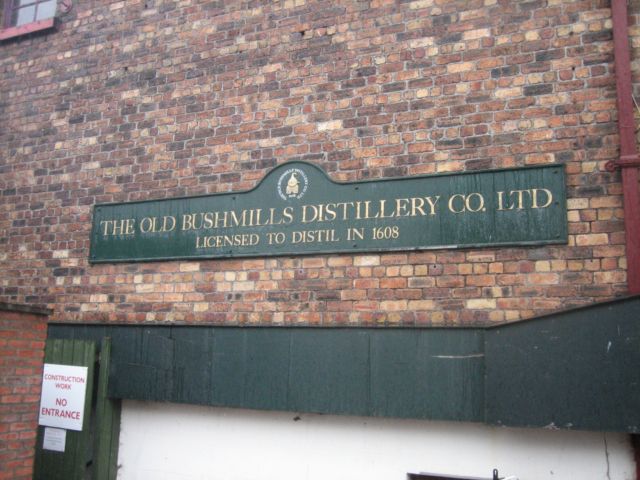 THE OLD BUSHMILLS DISTILLERY CO. LTD
LICENSED TO DISTIL IN 1608
CONSTRUCTION
WORK
NO
ENTRANCE